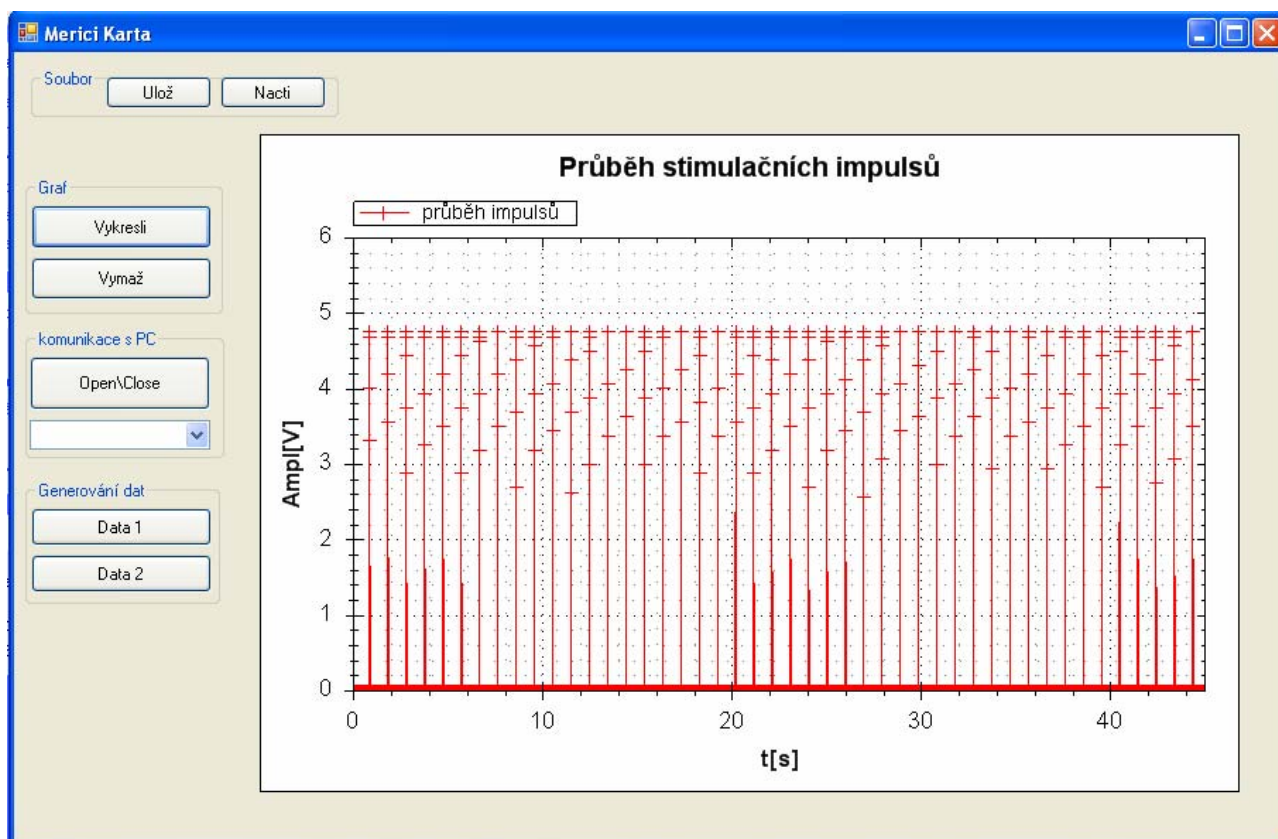 Merici Karta
Soubor
Ulož
Nacti
Graf
Vykresli
Vymaž
komunikace s PC
Open\Close
Generování dat
Data 1
Data 2
Průběh stimulačních impulsů
průběh impulsů
Ampl[V]
6
5
4
3
2
1
0
0 10 20 30 40
t[s]